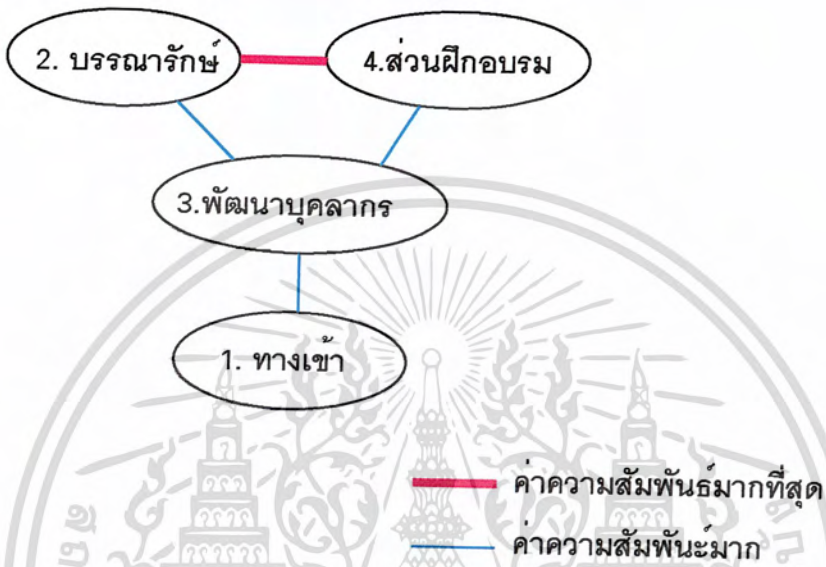 2. บรรณารักษ์
4.ส่วนฝึกอบรม
3.พัฒนาบุคลากร
1. ทางเข้า
ค่าความสัมพันธ์มากที่สุด
ค่าความสัมพันะ์มาก